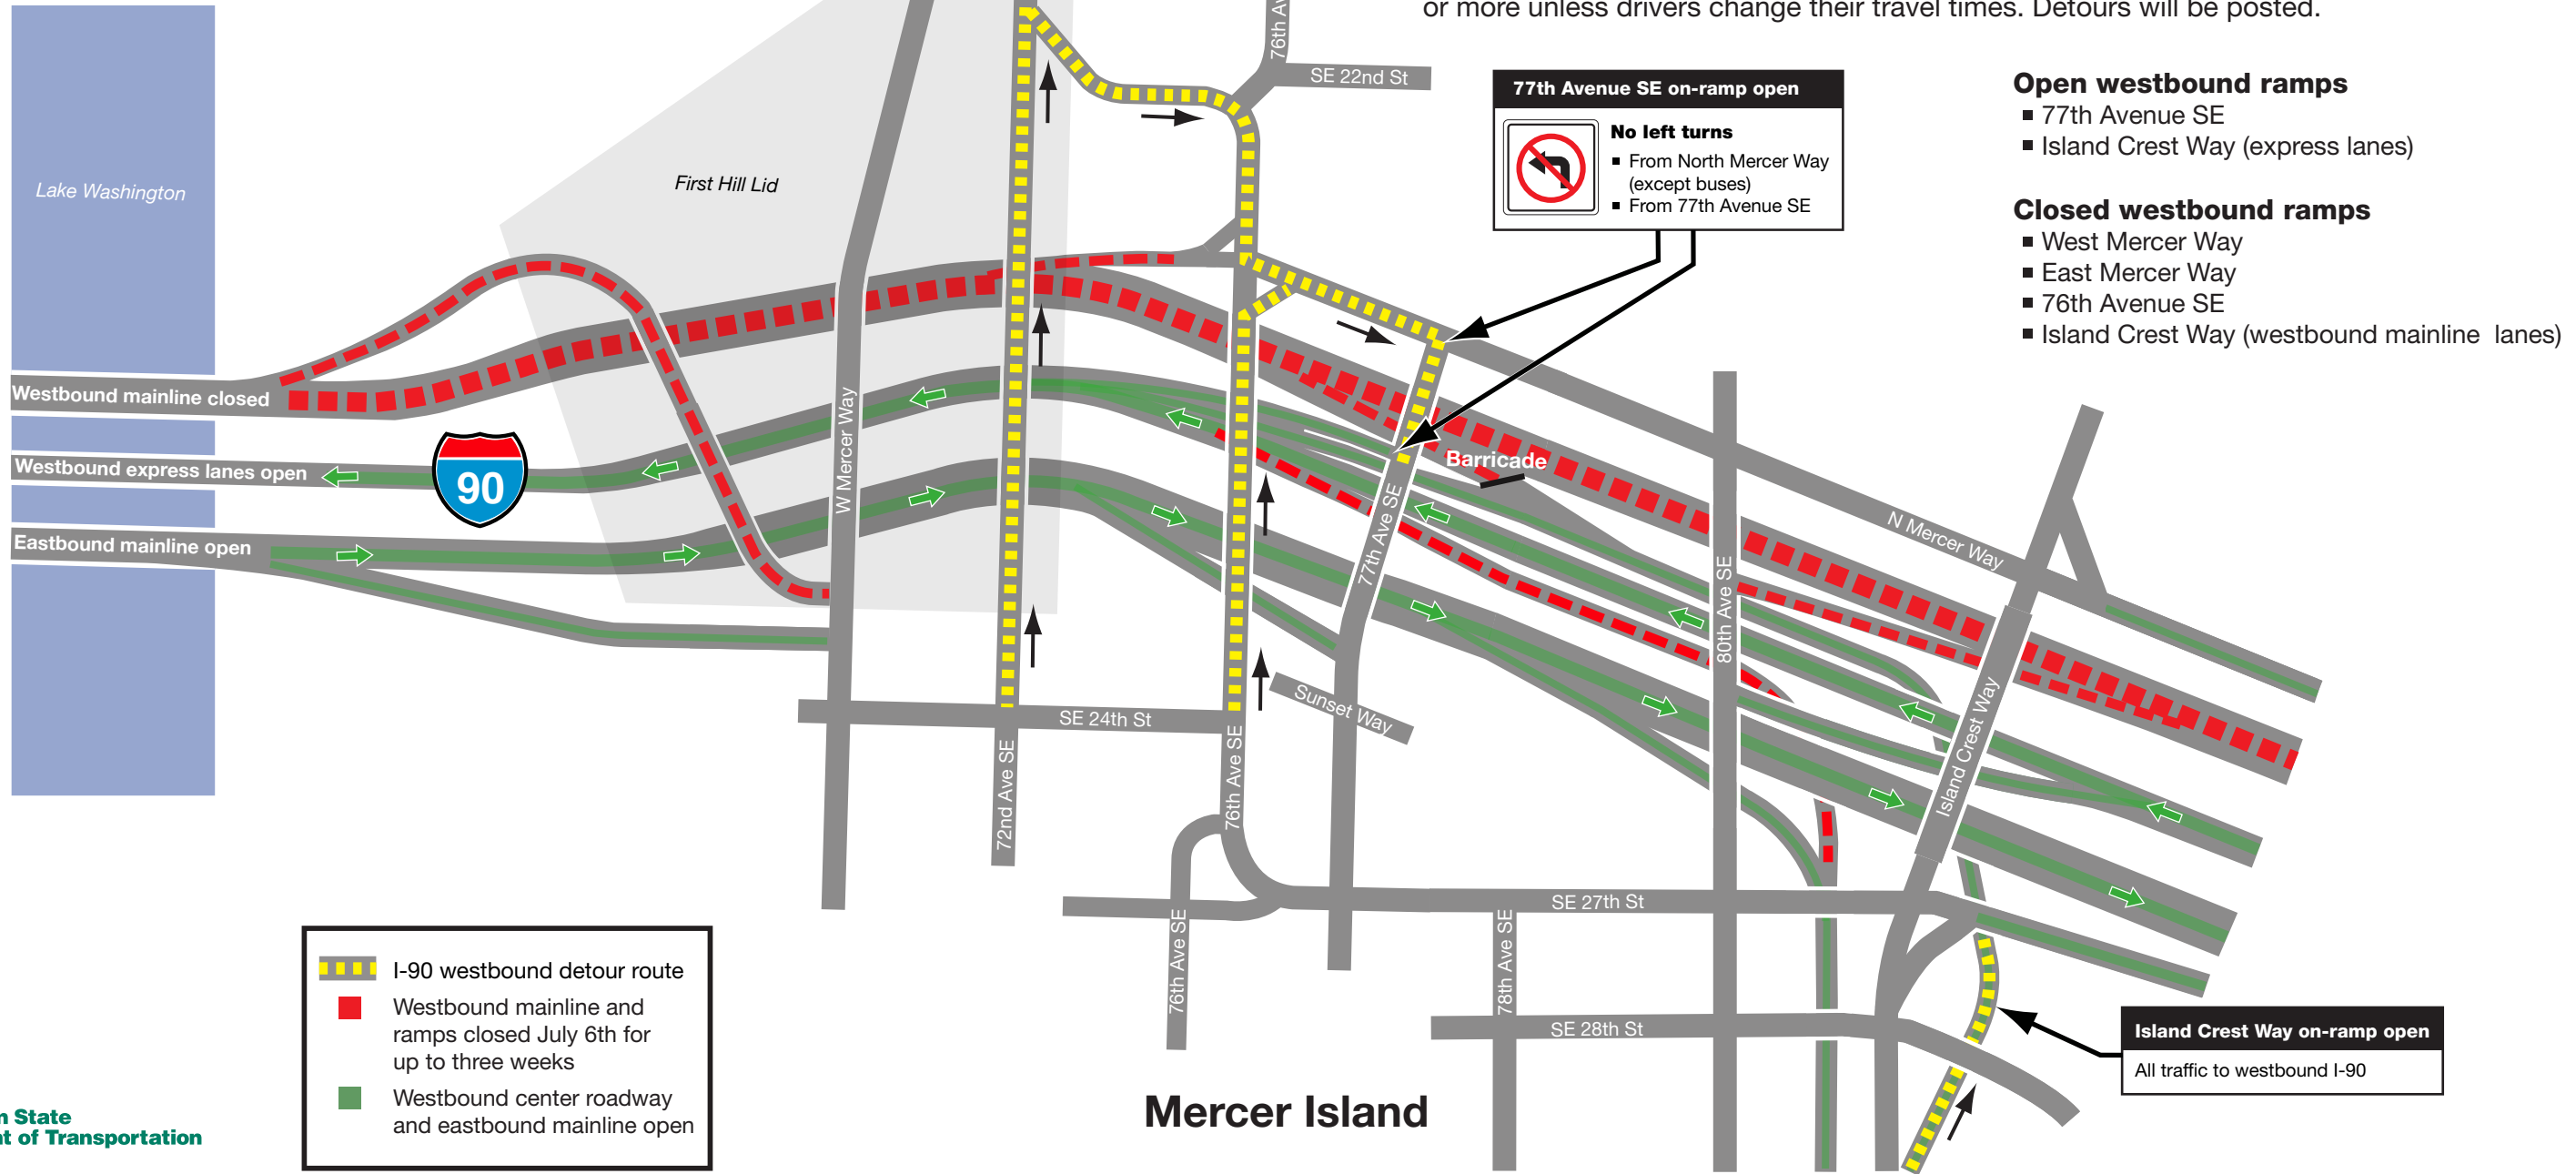 or more unless drivers change their travel times. Detours will be posted.
76th Av
SE 22nd St
77th Avenue SE on-ramp open
No left turns
■ From North Mercer Way
(except buses)
■ From 77th Avenue SE
Open westbound ramps
■ 77th Avenue SE
■ Island Crest Way (express lanes)
Closed westbound ramps
■ West Mercer Way
■ East Mercer Way
■ 76th Avenue SE
■ Island Crest Way (westbound mainline lanes)
Lake Washington
First Hill Lid
Westbound mainline closed
Westbound express lanes open
90
Eastbound mainline open
W Mercer Way
Barricade
77th Ave SE
80th Ave SE
N Mercer Way
Island Crest Way
Sunset Way
SE 24th St
72nd Ave SE
76th Ave SE
SE 27th St
76th Ave SE
78th Ave SE
SE 28th St
I-90 westbound detour route
Westbound mainline and
ramps closed July 6th for
up to three weeks
Westbound center roadway
and eastbound mainline open
Island Crest Way on-ramp open
All traffic to westbound I-90
Mercer Island
n State
nt of Transportation